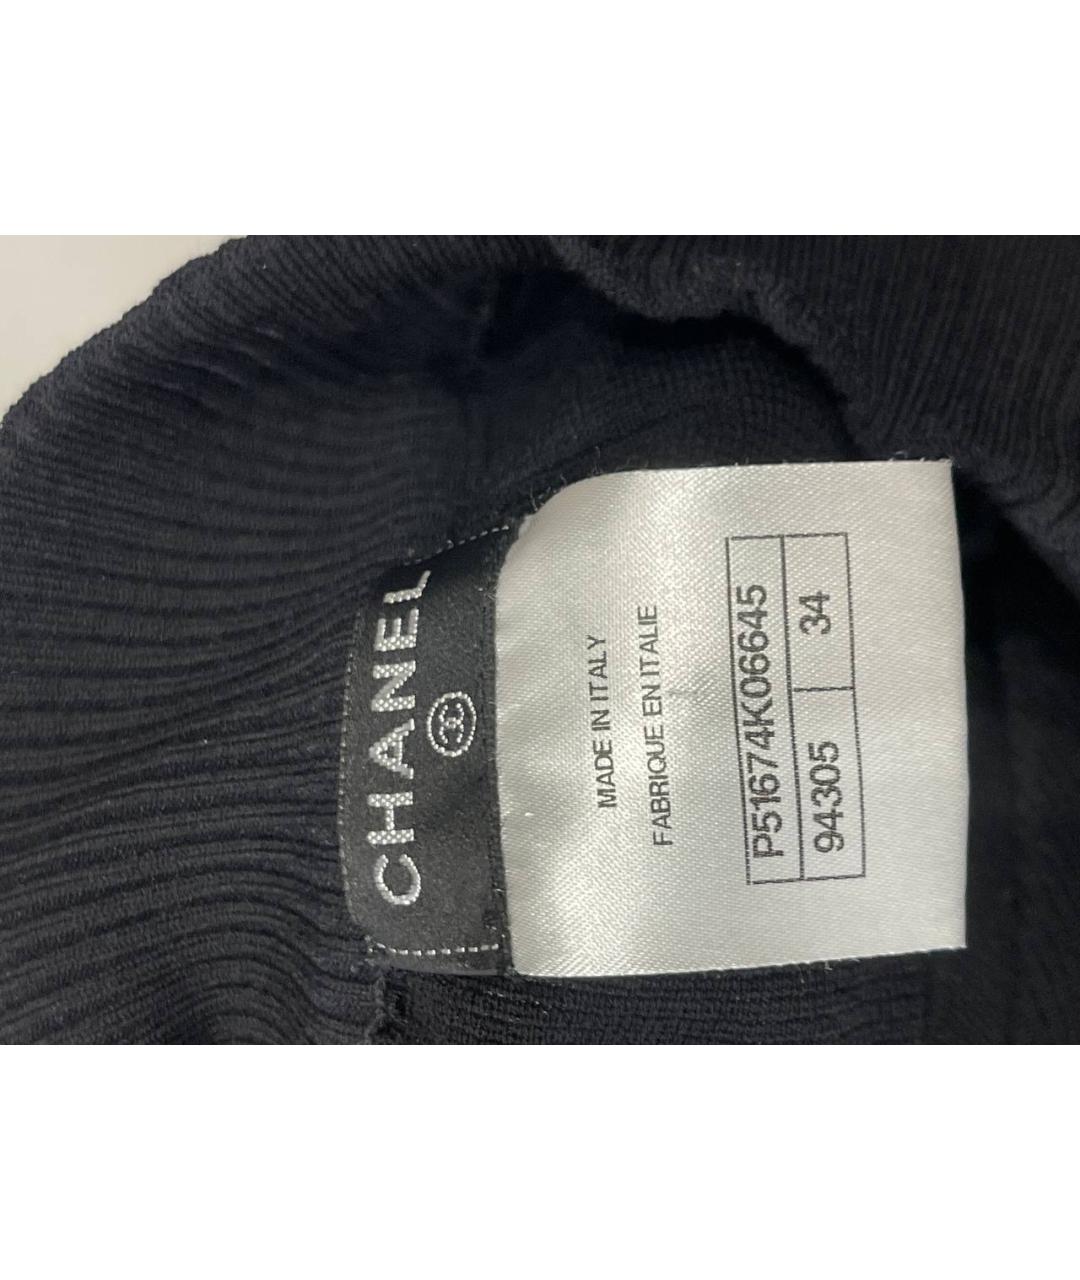 CHANEL
MADE IN ITALY
FABRIQUE EN ITALIE
P51674K06645
94305 34